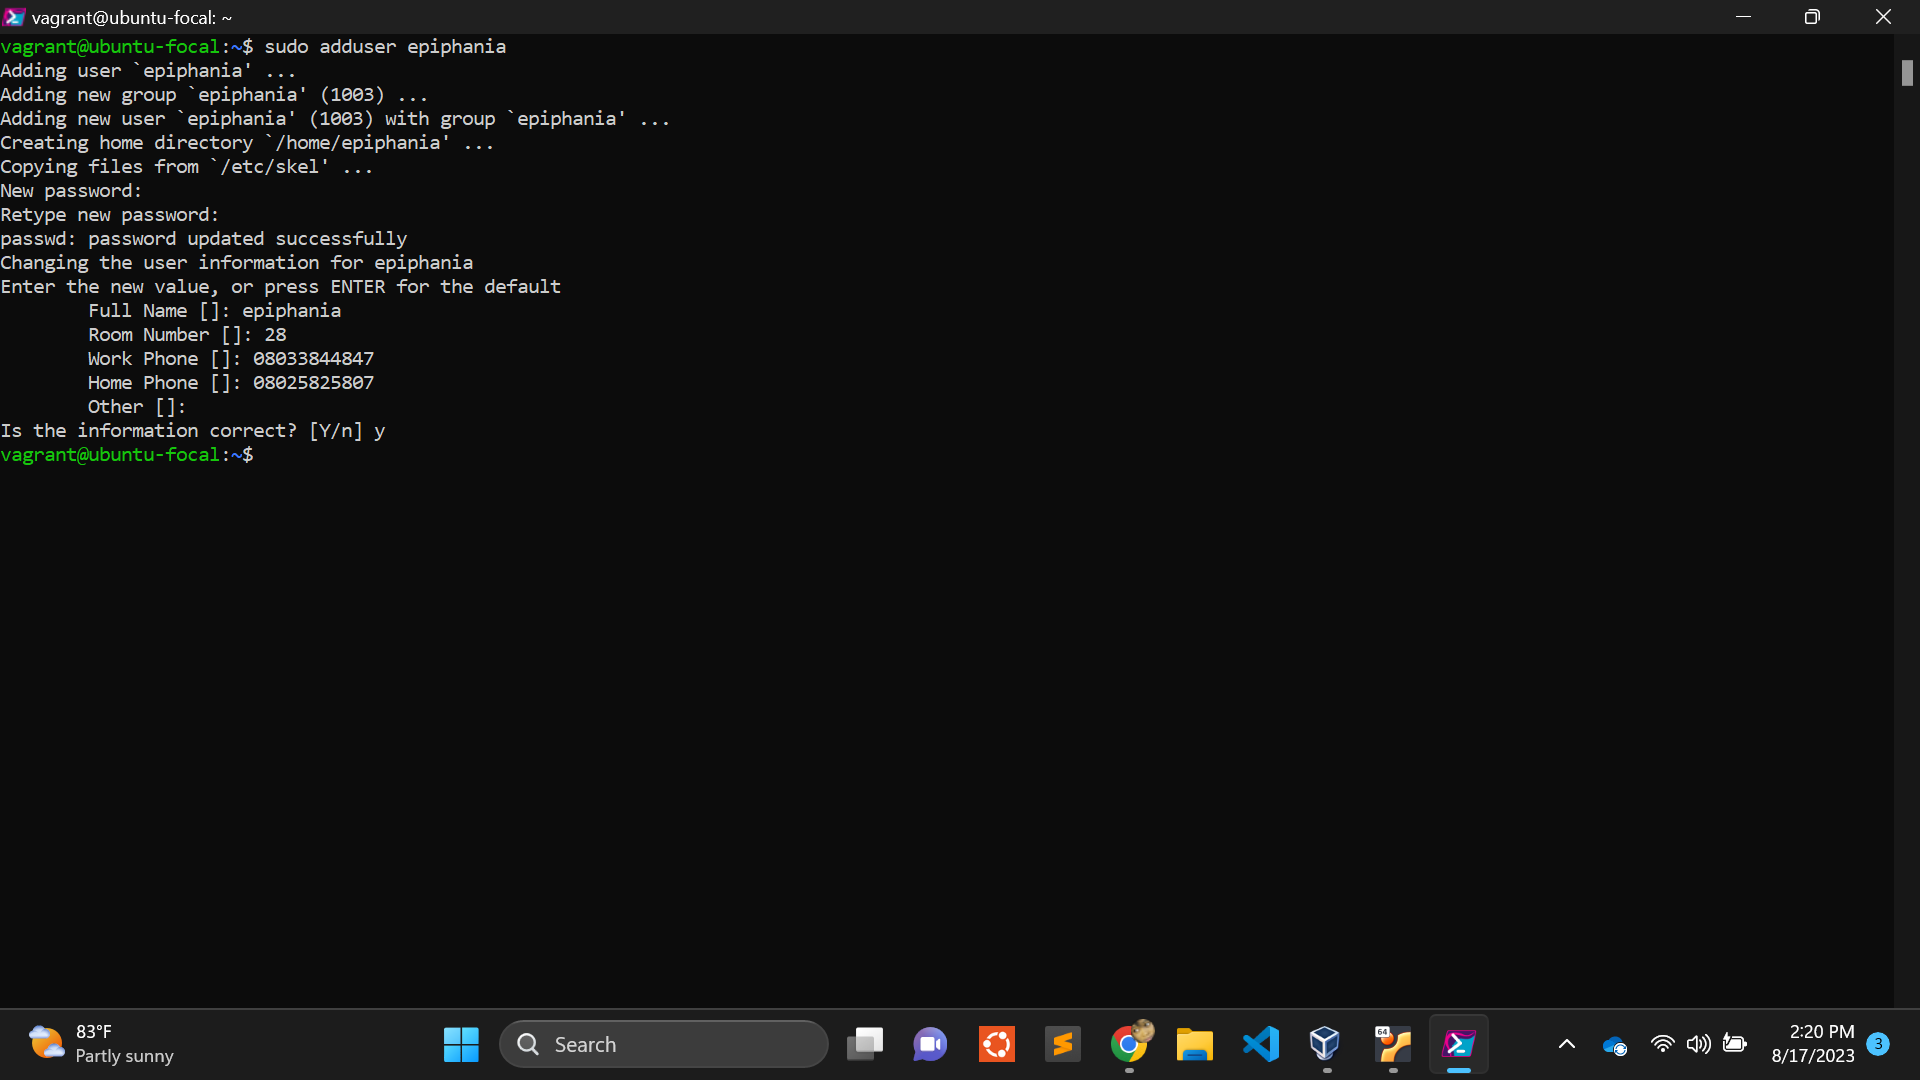 vagrant@ubuntu-focal: ~
vagrant@ubuntu-focal:~$ sudo adduser epiphania
Adding user `epiphania' ...
Adding new group `epiphania' (1003) ...
Adding new user `epiphania' (1003) with group `epiphania' ...
Creating home directory `/home/epiphania' ...
Copying files from `/etc/skel' ...
New password:
Retype new password:
passwd: password updated successfully
Changing the user information for epiphania
Enter the new value, or press ENTER for the default
        Full Name []: epiphania
        Room Number []: 28
        Work Phone []: 08033844847
        Home Phone []: 08025825807
        Other []:
Is the information correct? [Y/n] y
vagrant@ubuntu-focal:~$
83°F
Partly sunny
Search
64
2:20 PM
8/17/2023
3